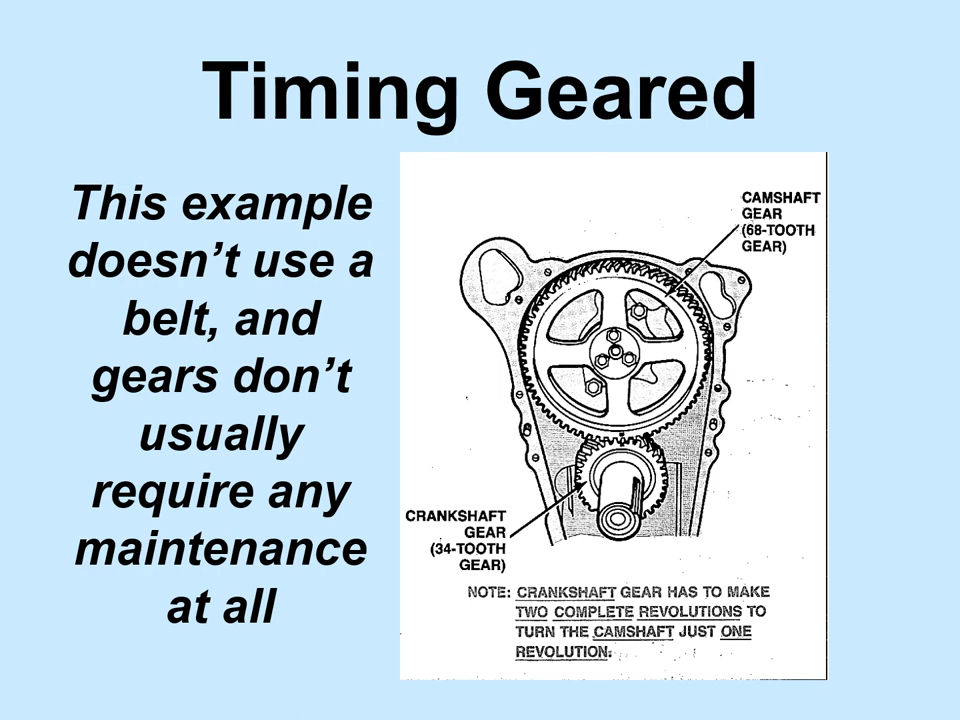 Timing Geared
This example
doesn’t use a
belt, and
gears don’t
usually
require any
maintenance
at all
CAMSHAFT
GEAR
(68-TOOTH
GEAR)
CRANKSHAFT
GEAR
(34-TOOTH
GEAR)
NOTE: CRANKSHAFT GEAR HAS TO MAKE
TWO COMPLETE REVOLUTIONS TO
TURN THE CAMSHAFT JUST ONE
REVOLUTION.